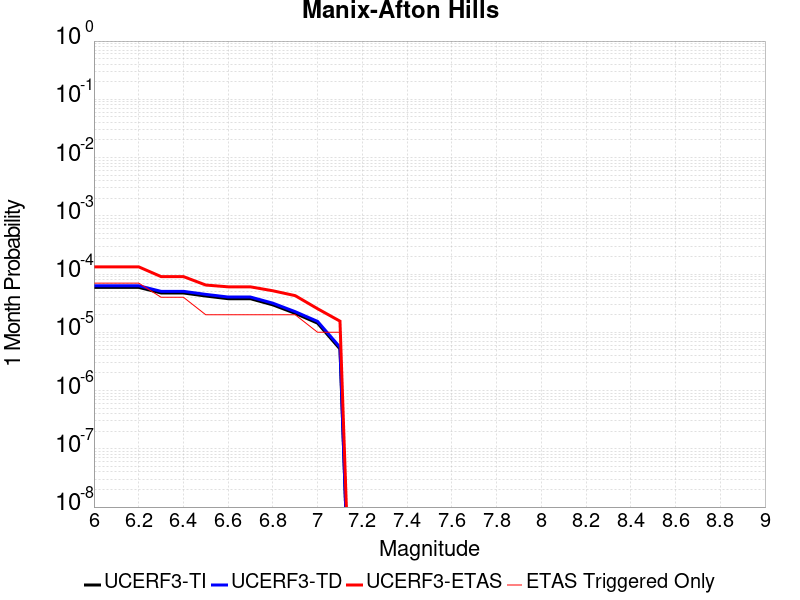 Manix-Afton Hills
1 Month Probability
10^0
10^-1
10^-2
10^-3
10^-4
10^-5
10^-6
10^-7
10^-8
6 6.2 6.4 6.6 6.8 7 7.2 7.4 7.6 7.8 8 8.2 8.4 8.6 8.8 9
Magnitude
UCERF3-TI UCERF3-TD UCERF3-ETAS ETAS Triggered Only